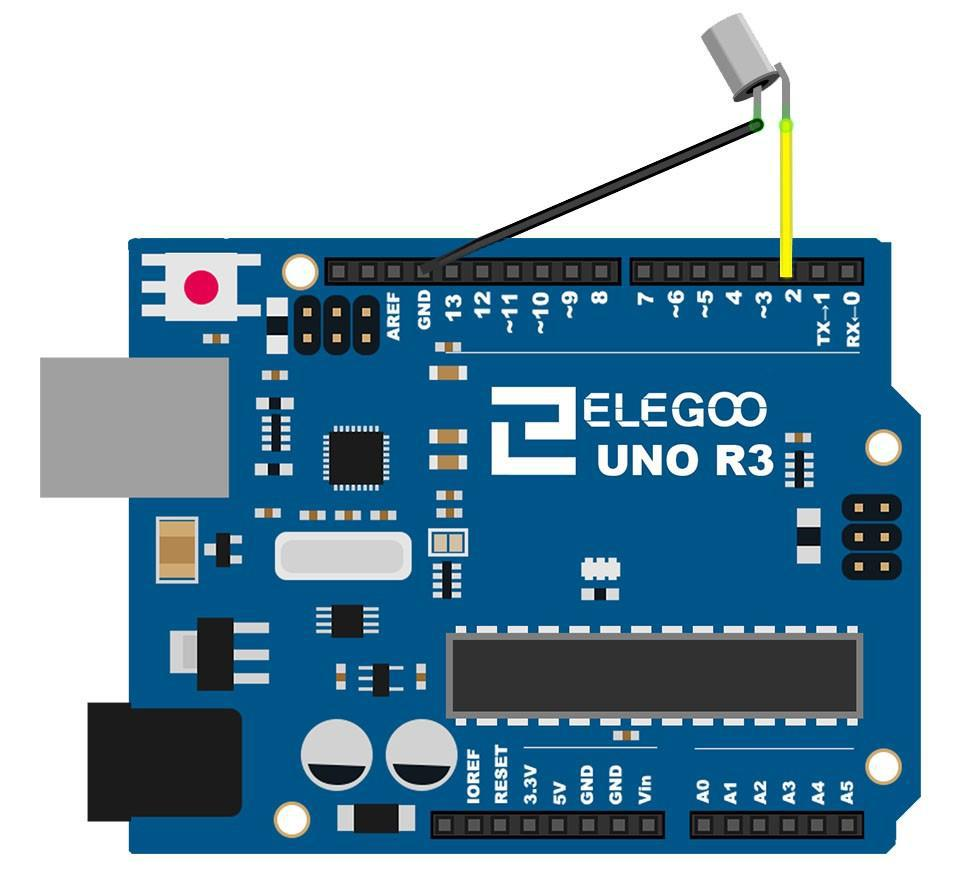 AREF
GND
13
12
~11
~10
~9
8
7
~6
~5
4
~3
2
TX→1
RX←0
ELEGOO
UNO R3
IOREF
RESET
3.3V
5V
GND
GND
Vin
A0
A1
A2
A3
A4
A5